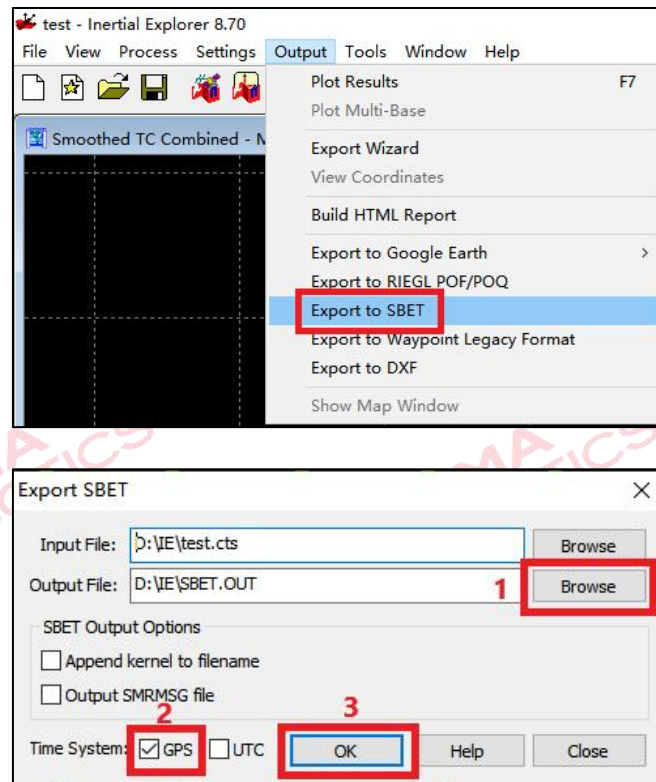 test - Inertial Explorer 8.70
File View Process Settings Output Tools Window Help
Plot Results F7
Plot Multi-Base
Smoothed TC Combined - M
Export Wizard
View Coordinates
Build HTML Report
Export to Google Earth >
Export to RIEGL POF/POQ
Export to SBET
Export to Waypoint Legacy Format
Export to DXF
Show Map Window
Export SBET
Input File: D:\IE\test.cts Browse
Output File: D:\IE\SBET.OUT 1 Browse
SBET Output Options
Append kernel to filename
Output SMRMSG file
2 3
Time System: GPS UTC OK Help Close